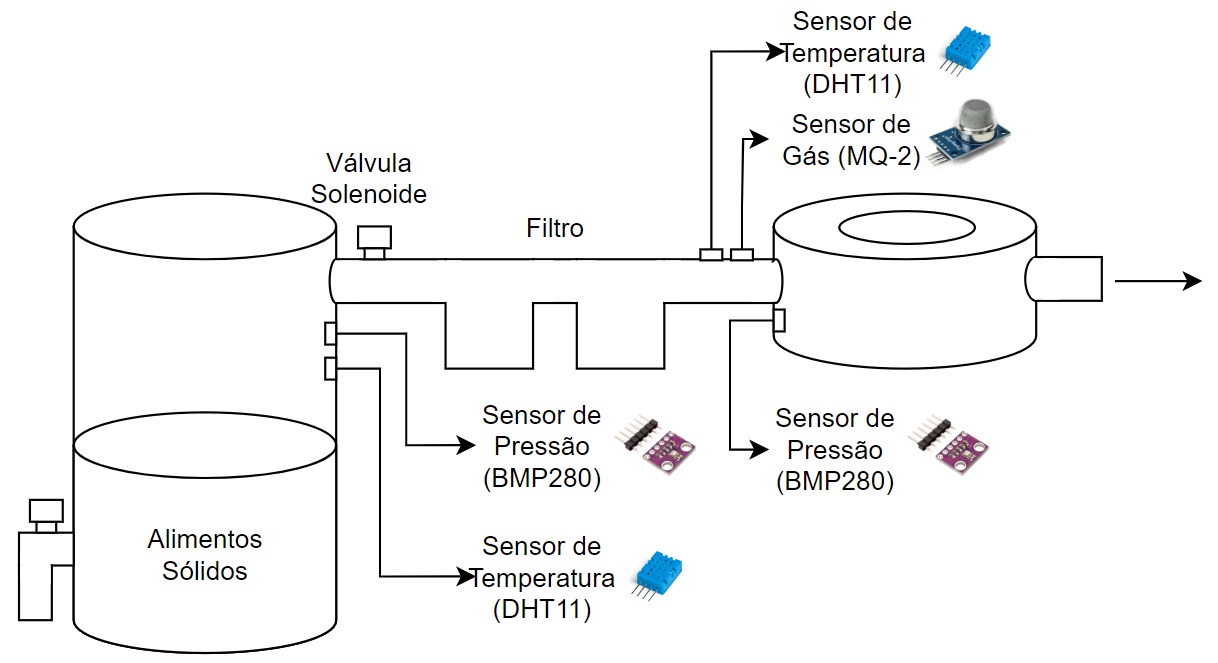 Sensor de
Temperatura
(DHT11)
Sensor de
Gás (MQ-2)
Válvula
Solenoide
Filtro
Sensor de
Pressão
(BMP280)
Sensor de
Pressão
(BMP280)
Alimentos
Sólidos
Sensor de
Temperatura
(DHT11)